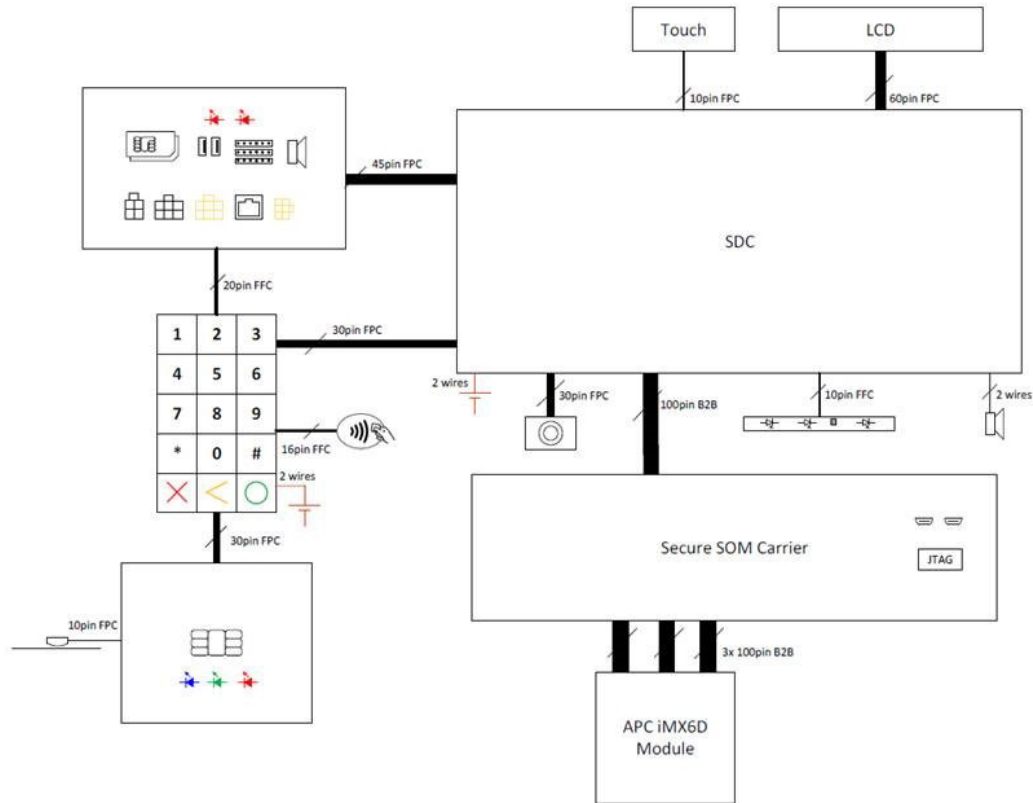 Touch
LCD
10pin FPC
60pin FPC
45pin FPC
SDC
20pin FFC
1 2 3
30pin FPC
4 5 6
2 wires
30pin FPC
100pin B2B
10pin FFC
2 wires
7 8 9
16pin FFC
* 0 #
2 wires
30pin FPC
Secure SOM Carrier
JTAG
10pin FPC
3x 100pin B2B
APC iMX6D
Module